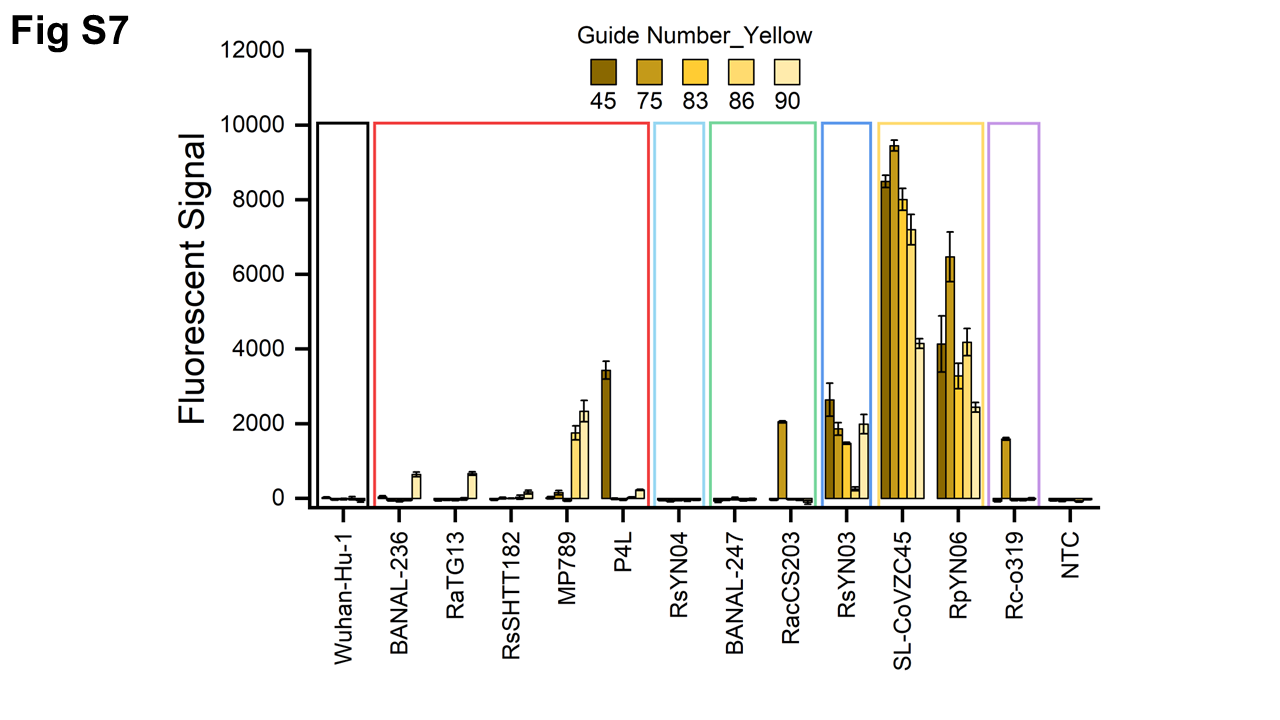 Fig S7
Guide Number_Yellow
45 75 83 86 90
Fluorescent Signal
12000
10000
8000
6000
4000
2000
0
Wuhan-Hu-1
BANAL-236
RaTG13
RsSHTT182
MP789
P4L
RsYN04
BANAL-247
RacCS203
RsYN03
SL-CoVZC45
RpYN06
Rc-o319
NTC